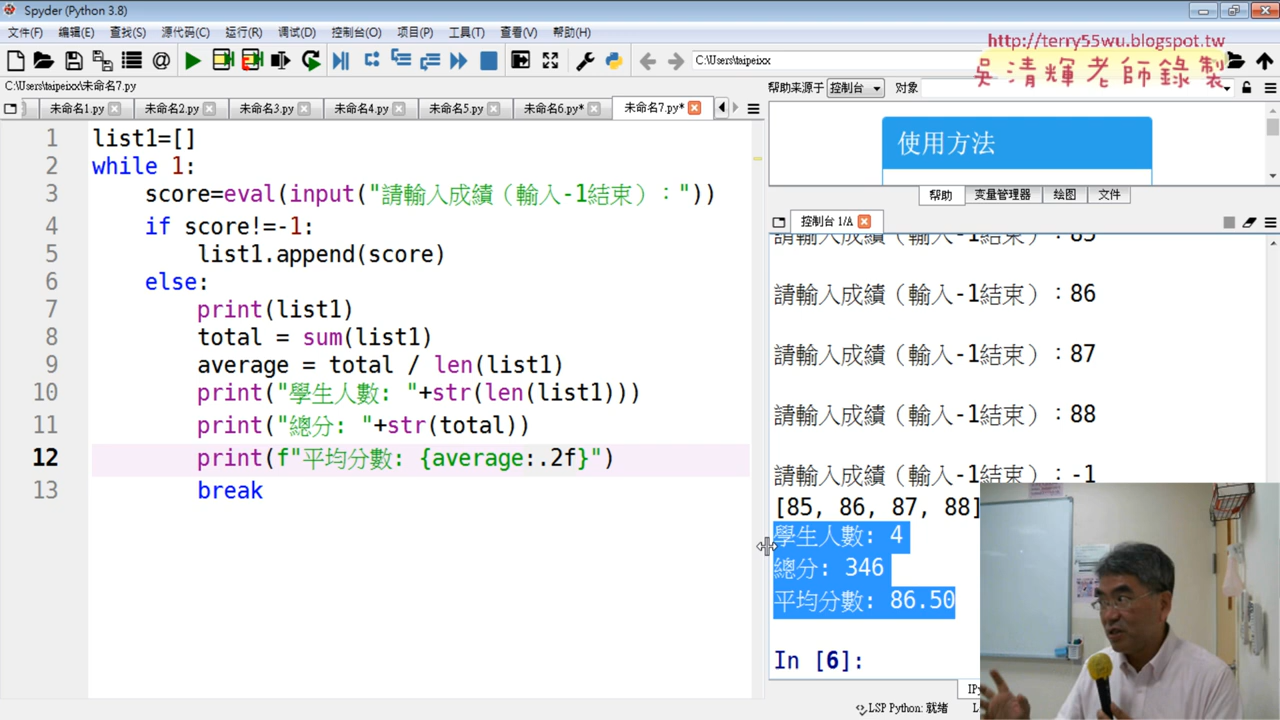 Spyder (Python 3.8)
文件(F) 编辑(E) 查找(S) 源代码(C) 运行(R) 调试(D) 控制台(O) 项目(P) 工具(T) 查看(V) 帮助(H)
C:\Users\taipeixx
http://terry55wu.blogspot.tw
吳清輝老師錄製
C:\Users\taipeixx\未命名7.py
未命名1.py 未命名2.py 未命名3.py 未命名4.py 未命名5.py 未命名6.py* 未命名7.py*
1 list1=[]
2 while 1:
3 score=eval(input("請輸入成績（輸入-1結束）："))
4 if score!=-1:
5 list1.append(score)
6 else:
7 print(list1)
8 total = sum(list1)
9 average = total / len(list1)
10 print("學生人數: "+str(len(list1)))
11 print("總分: "+str(total))
12 print(f"平均分數: {average:.2f}")
13 break
帮助来源于 控制台 对象
使用方法
帮助 变量管理器 绘图 文件
控制台 1/A
請輸入成績（輸入-1結束）：85
請輸入成績（輸入-1結束）：86
請輸入成績（輸入-1結束）：87
請輸入成績（輸入-1結束）：88
請輸入成績（輸入-1結束）：-1
[85, 86, 87, 88]
學生人數: 4
總分: 346
平均分數: 86.50
In [6]:
LSP Python: 就绪